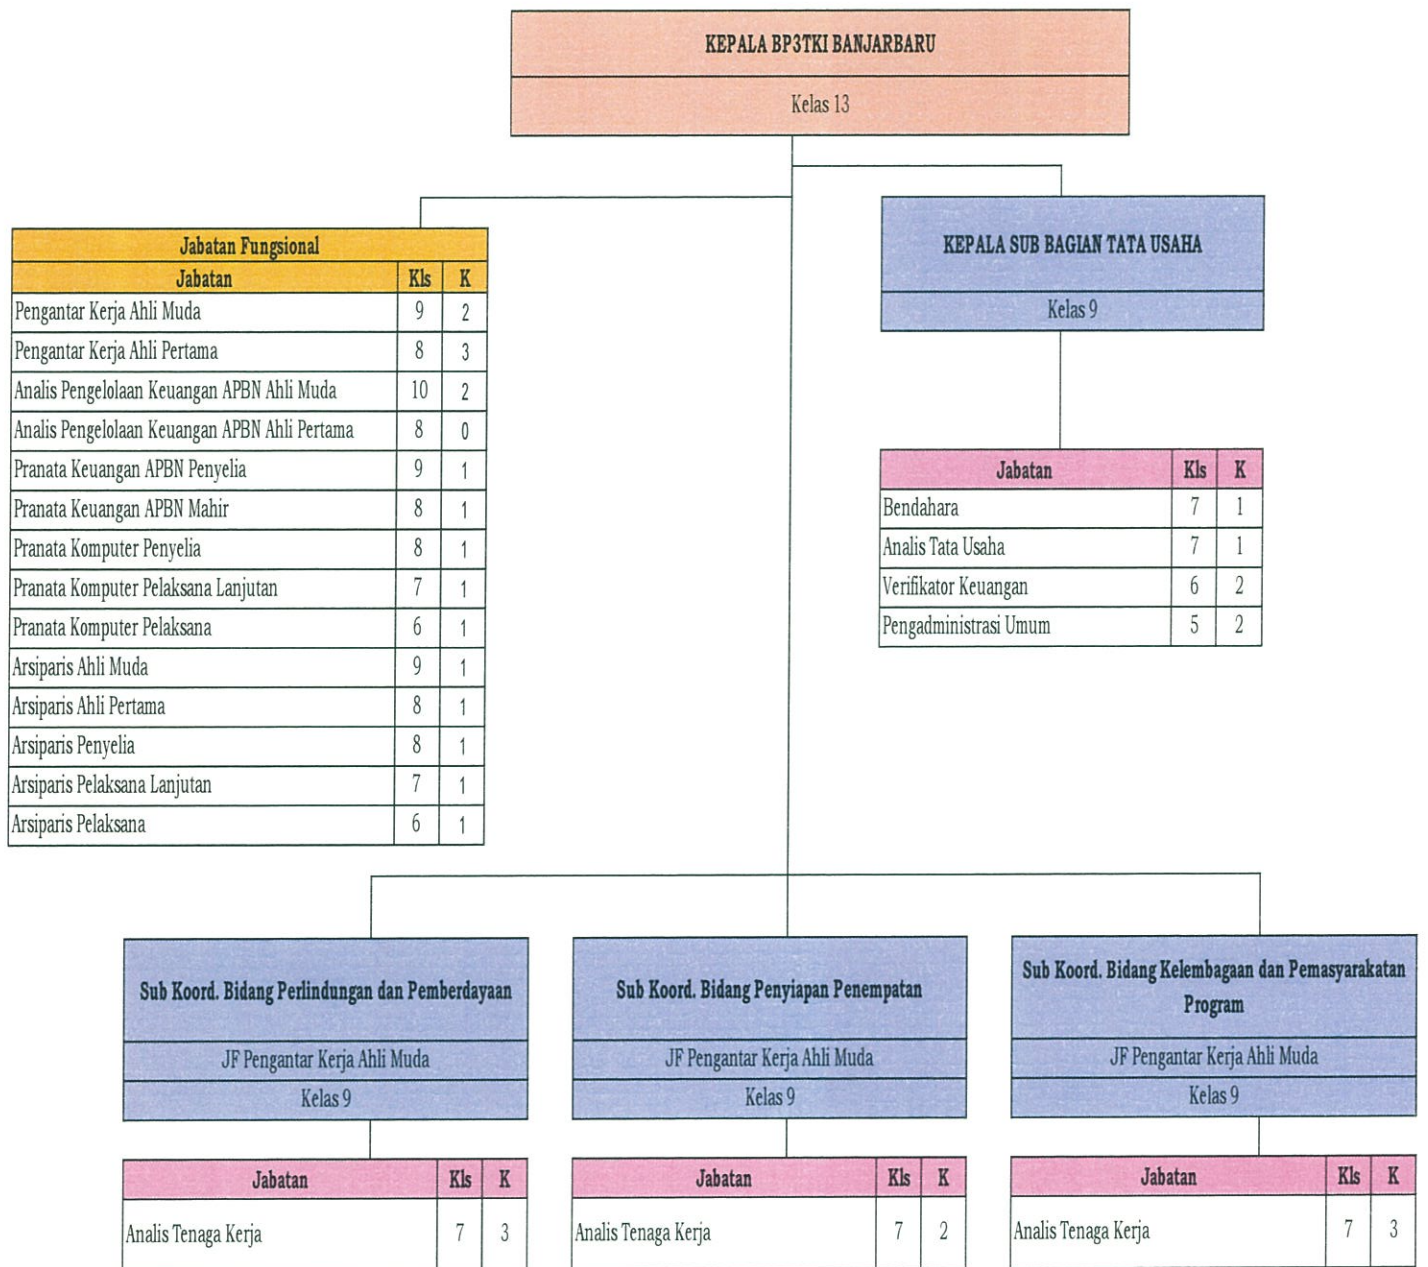 KEPALA BP3TKI BANJARBARU
Kelas 13
KEPALA SUB BAGIAN TATA USAHA
Kelas 9
Jabatan Fungsional
Jabatan Kls K
Pengantar Kerja Ahli Muda 9 2
Pengantar Kerja Ahli Pertama 8 3
Analis Pengelolaan Keuangan APBN Ahli Muda 10 2
Analis Pengelolaan Keuangan APBN Ahli Pertama 8 0
Pranata Keuangan APBN Penyelia 9 1
Pranata Keuangan APBN Mahir 8 1
Pranata Komputer Penyelia 8 1
Pranata Komputer Pelaksana Lanjutan 7 1
Pranata Komputer Pelaksana 6 1
Arsiparis Ahli Muda 9 1
Arsiparis Ahli Pertama 8 1
Arsiparis Penyelia 8 1
Arsiparis Pelaksana Lanjutan 7 1
Arsiparis Pelaksana 6 1
Jabatan Kls K
Bendahara 7 1
Analis Tata Usaha 7 1
Verifikator Keuangan 6 2
Pengadministrasi Umum 5 2
Sub Koord. Bidang Perlindungan dan Pemberdayaan
JF Pengantar Kerja Ahli Muda
Kelas 9
Jabatan Kls K
Analis Tenaga Kerja 7 3
Sub Koord. Bidang Penyiapan Penempatan
JF Pengantar Kerja Ahli Muda
Kelas 9
Jabatan Kls K
Analis Tenaga Kerja 7 2
Sub Koord. Bidang Kelembagaan dan Pemasyarakatan
Program
JF Pengantar Kerja Ahli Muda
Kelas 9
Jabatan Kls K
Analis Tenaga Kerja 7 3